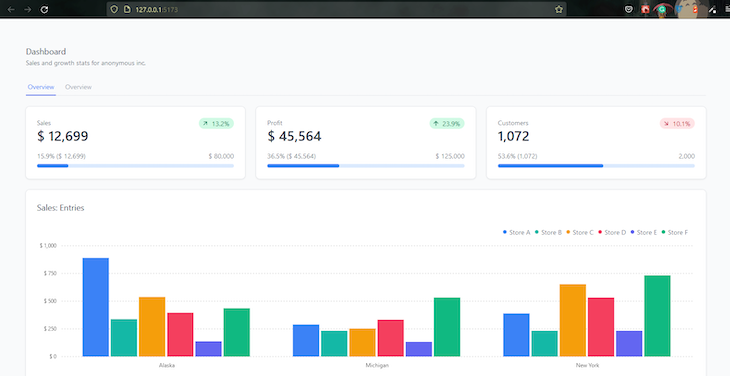 127.0.0.1:5173
Dashboard
Sales and growth stats for anonymous inc.
Overview Overview
Sales 13.2%
$ 12,699
15.9% ($ 12,699) $ 80.000
Profit 23.9%
$ 45,564
36.5% ($ 45,564) $ 125.000
Customers 10.1%
1,072
53.6% (1,072) 2,000
Sales: Entries
Store A Store B Store C Store D Store E Store F
$ 1,000
$ 750
$ 500
$ 250
$ 0
Alaska Michigan New York